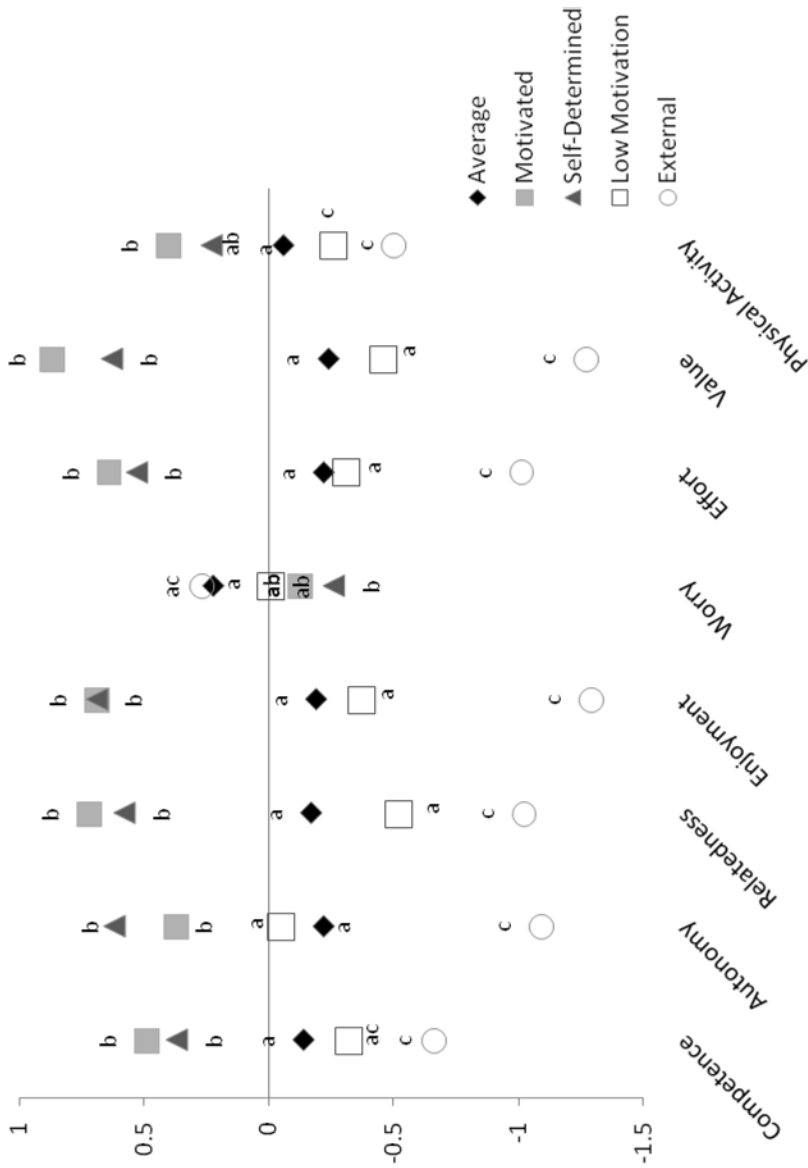 1
0.5
0
-0.5
-1
-1.5
b
b
a
ac
c
b
b
a
a
c
b
b
a
a
c
b
b
a
a
c
ac
a
ab
ab
b
b
b
a
a
c
b
b
a
a
c
b
ab
a
c
c
Competence
Autonomy
Relatedness
Enjoyment
Worry
Effort
Value
Physical Activity
Average
Motivated
Self-Determined
Low Motivation
External